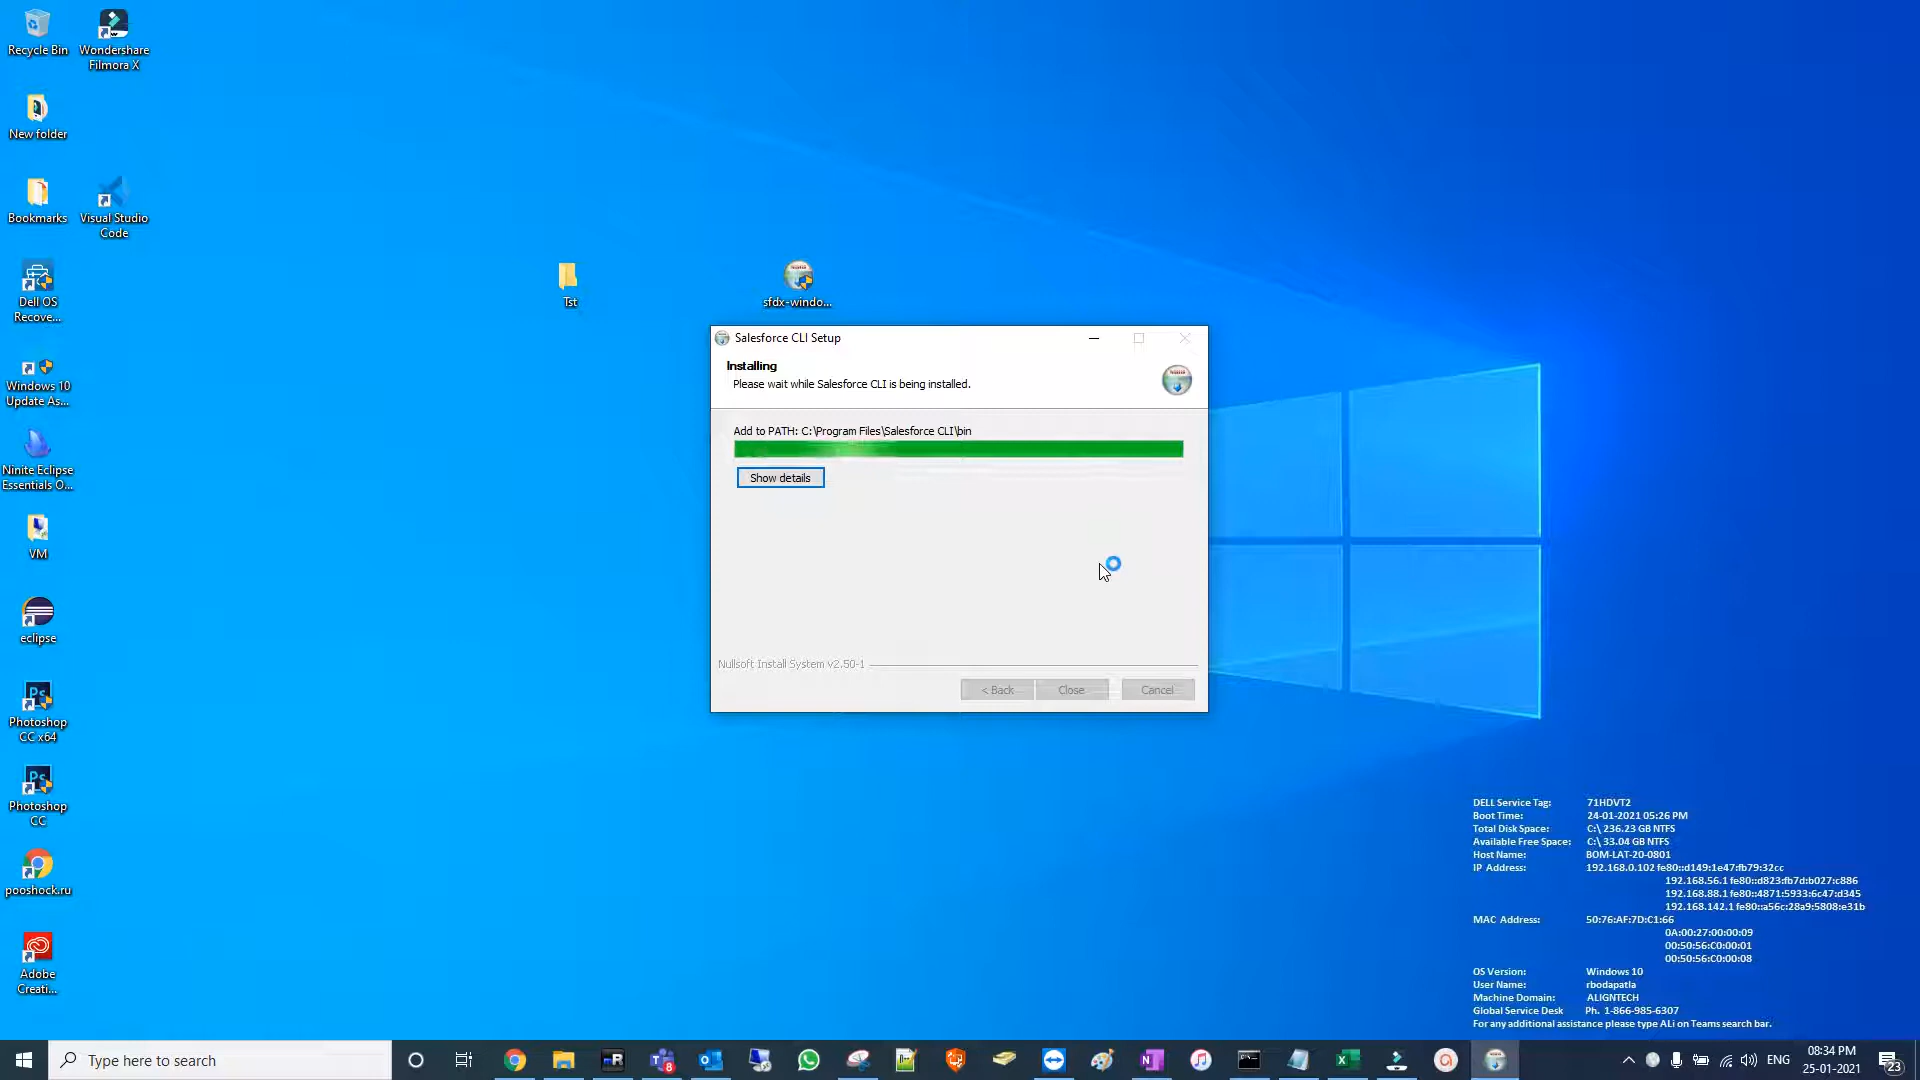 Recycle Bin
Wondershare
Filmora X
New folder
Bookmarks
Visual Studio
Code
Dell OS
Recove...
Tst
sfdx-windo...
Windows 10
Update As...
Ninite Eclipse
Essentials O...
VM
eclipse
Photoshop
CC x64
Photoshop
CC
pooshock.ru
Adobe
Creati...
Salesforce CLI Setup
Installing
Please wait while Salesforce CLI is being installed.
Add to PATH: C:\Program Files\Salesforce CLI\bin
Show details
Nullsoft Install System v2.50-1
< Back
Close
Cancel
DELL Service Tag: 71HDVT2
Boot Time: 24-01-2021 05:26 PM
Total Disk Space: C:\ 236.23 GB NTFS
Available Free Space: C:\ 33.04 GB NTFS
Host Name: BOM-LAT-20-0801
IP Address: 192.168.0.102 fe80::d149:1e47:fb79:32cc
192.168.56.1 fe80::d823:fb7d:b027:c886
192.168.88.1 fe80::4871:5933:6c47:d345
192.168.142.1 fe80::a56c:28a9:5808:e31b
MAC Address: 50:76:AF:7D:C1:66
0A:00:27:00:00:09
00:50:56:C0:00:01
00:50:56:C0:00:08
OS Version: Windows 10
User Name: rbodapatla
Machine Domain: ALIGNTECH
Global Service Desk Ph. 1-866-985-6307
For any additional assistance please type ALi on Teams search bar.
Type here to search
ENG
08:34 PM
25-01-2021
23